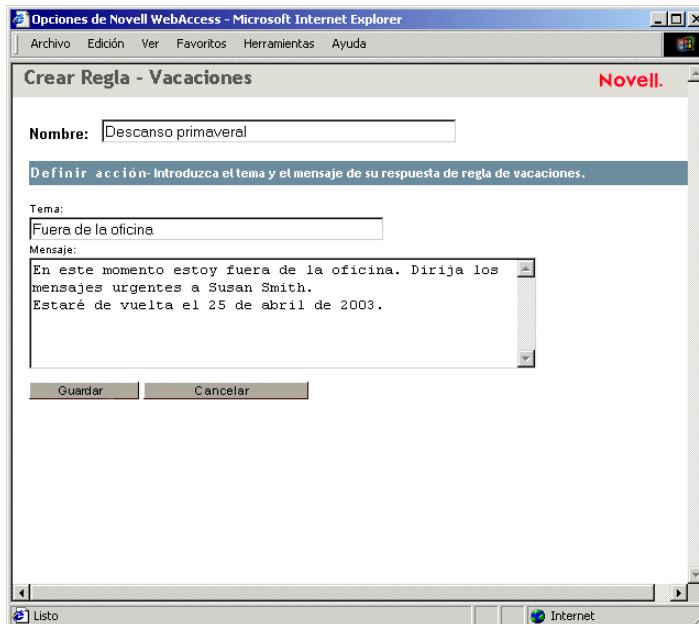 Opciones de Novell WebAccess - Microsoft Internet Explorer
Archivo Edición Ver Favoritos Herramientas Ayuda
Crear Regla - Vacaciones
Novell.
Nombre: Descanso primaveral
Definir acción- Introduzca el tema y el mensaje de su respuesta de regla de vacaciones.
Tema:
Fuera de la oficina
Mensaje:
En este momento estoy fuera de la oficina. Dirija los
mensajes urgentes a Susan Smith.
Estaré de vuelta el 25 de abril de 2003.
Guardar Cancelar
Listo Internet